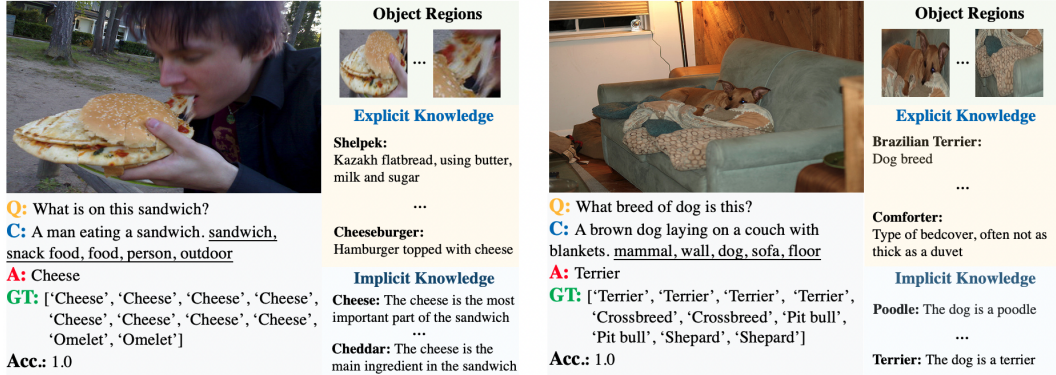 Object Regions
...
Explicit Knowledge
Shelpek:
Kazakh flatbread, using butter,
milk and sugar
...
Cheeseburger:
Hamburger topped with cheese
Implicit Knowledge
Cheese: The cheese is the most
important part of the sandwich
...
Cheddar: The cheese is the
main ingredient in the sandwich
Q: What is on this sandwich?
C: A man eating a sandwich. sandwich,
snack food, food, person, outdoor
A: Cheese
GT: [‘Cheese’, ‘Cheese’, ‘Cheese’, ‘Cheese’,
‘Cheese’, ‘Cheese’, ‘Cheese’, ‘Cheese’,
‘Omelet’, ‘Omelet’]
Acc.: 1.0
Object Regions
...
Explicit Knowledge
Brazilian Terrier:
Dog breed
...
Comforter:
Type of bedcover, often not as
thick as a duvet
Implicit Knowledge
Poodle: The dog is a poodle
...
Terrier: The dog is a terrier
Q: What breed of dog is this?
C: A brown dog laying on a couch with
blankets. mammal, wall, dog, sofa, floor
A: Terrier
GT: [‘Terrier’, ‘Terrier’, ‘Terrier’, ‘Terrier’,
‘Crossbreed’, ‘Crossbreed’, ‘Pit bull’,
‘Pit bull’, ‘Shepard’, ‘Shepard’]
Acc.: 1.0